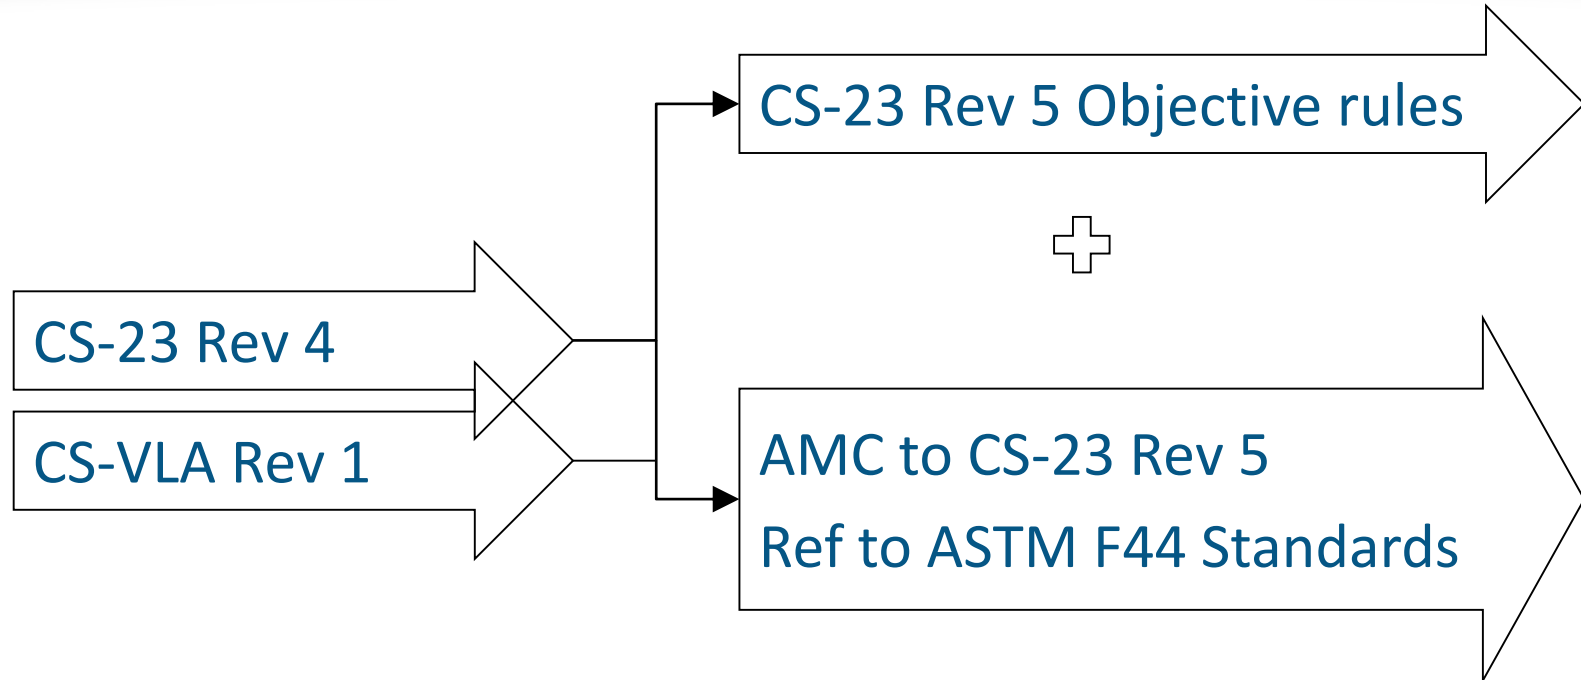 CS-23 Rev 4
CS-VLA Rev 1
CS-23 Rev 5 Objective rules
AMC to CS-23 Rev 5
Ref to ASTM F44 Standards